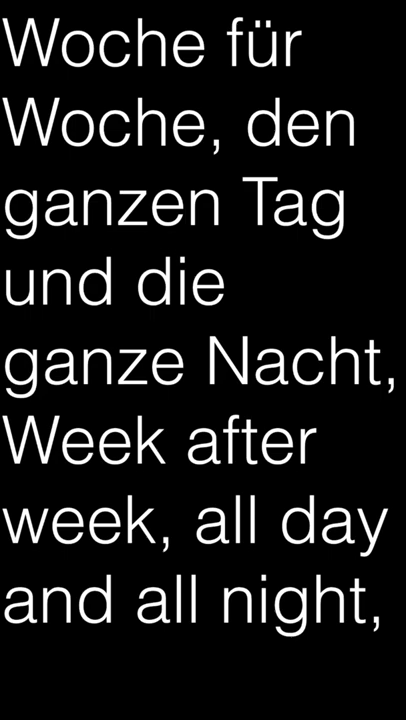 Woche für
Woche, den
ganzen Tag
und die
ganze Nacht,
Week after
week, all day
and all night,